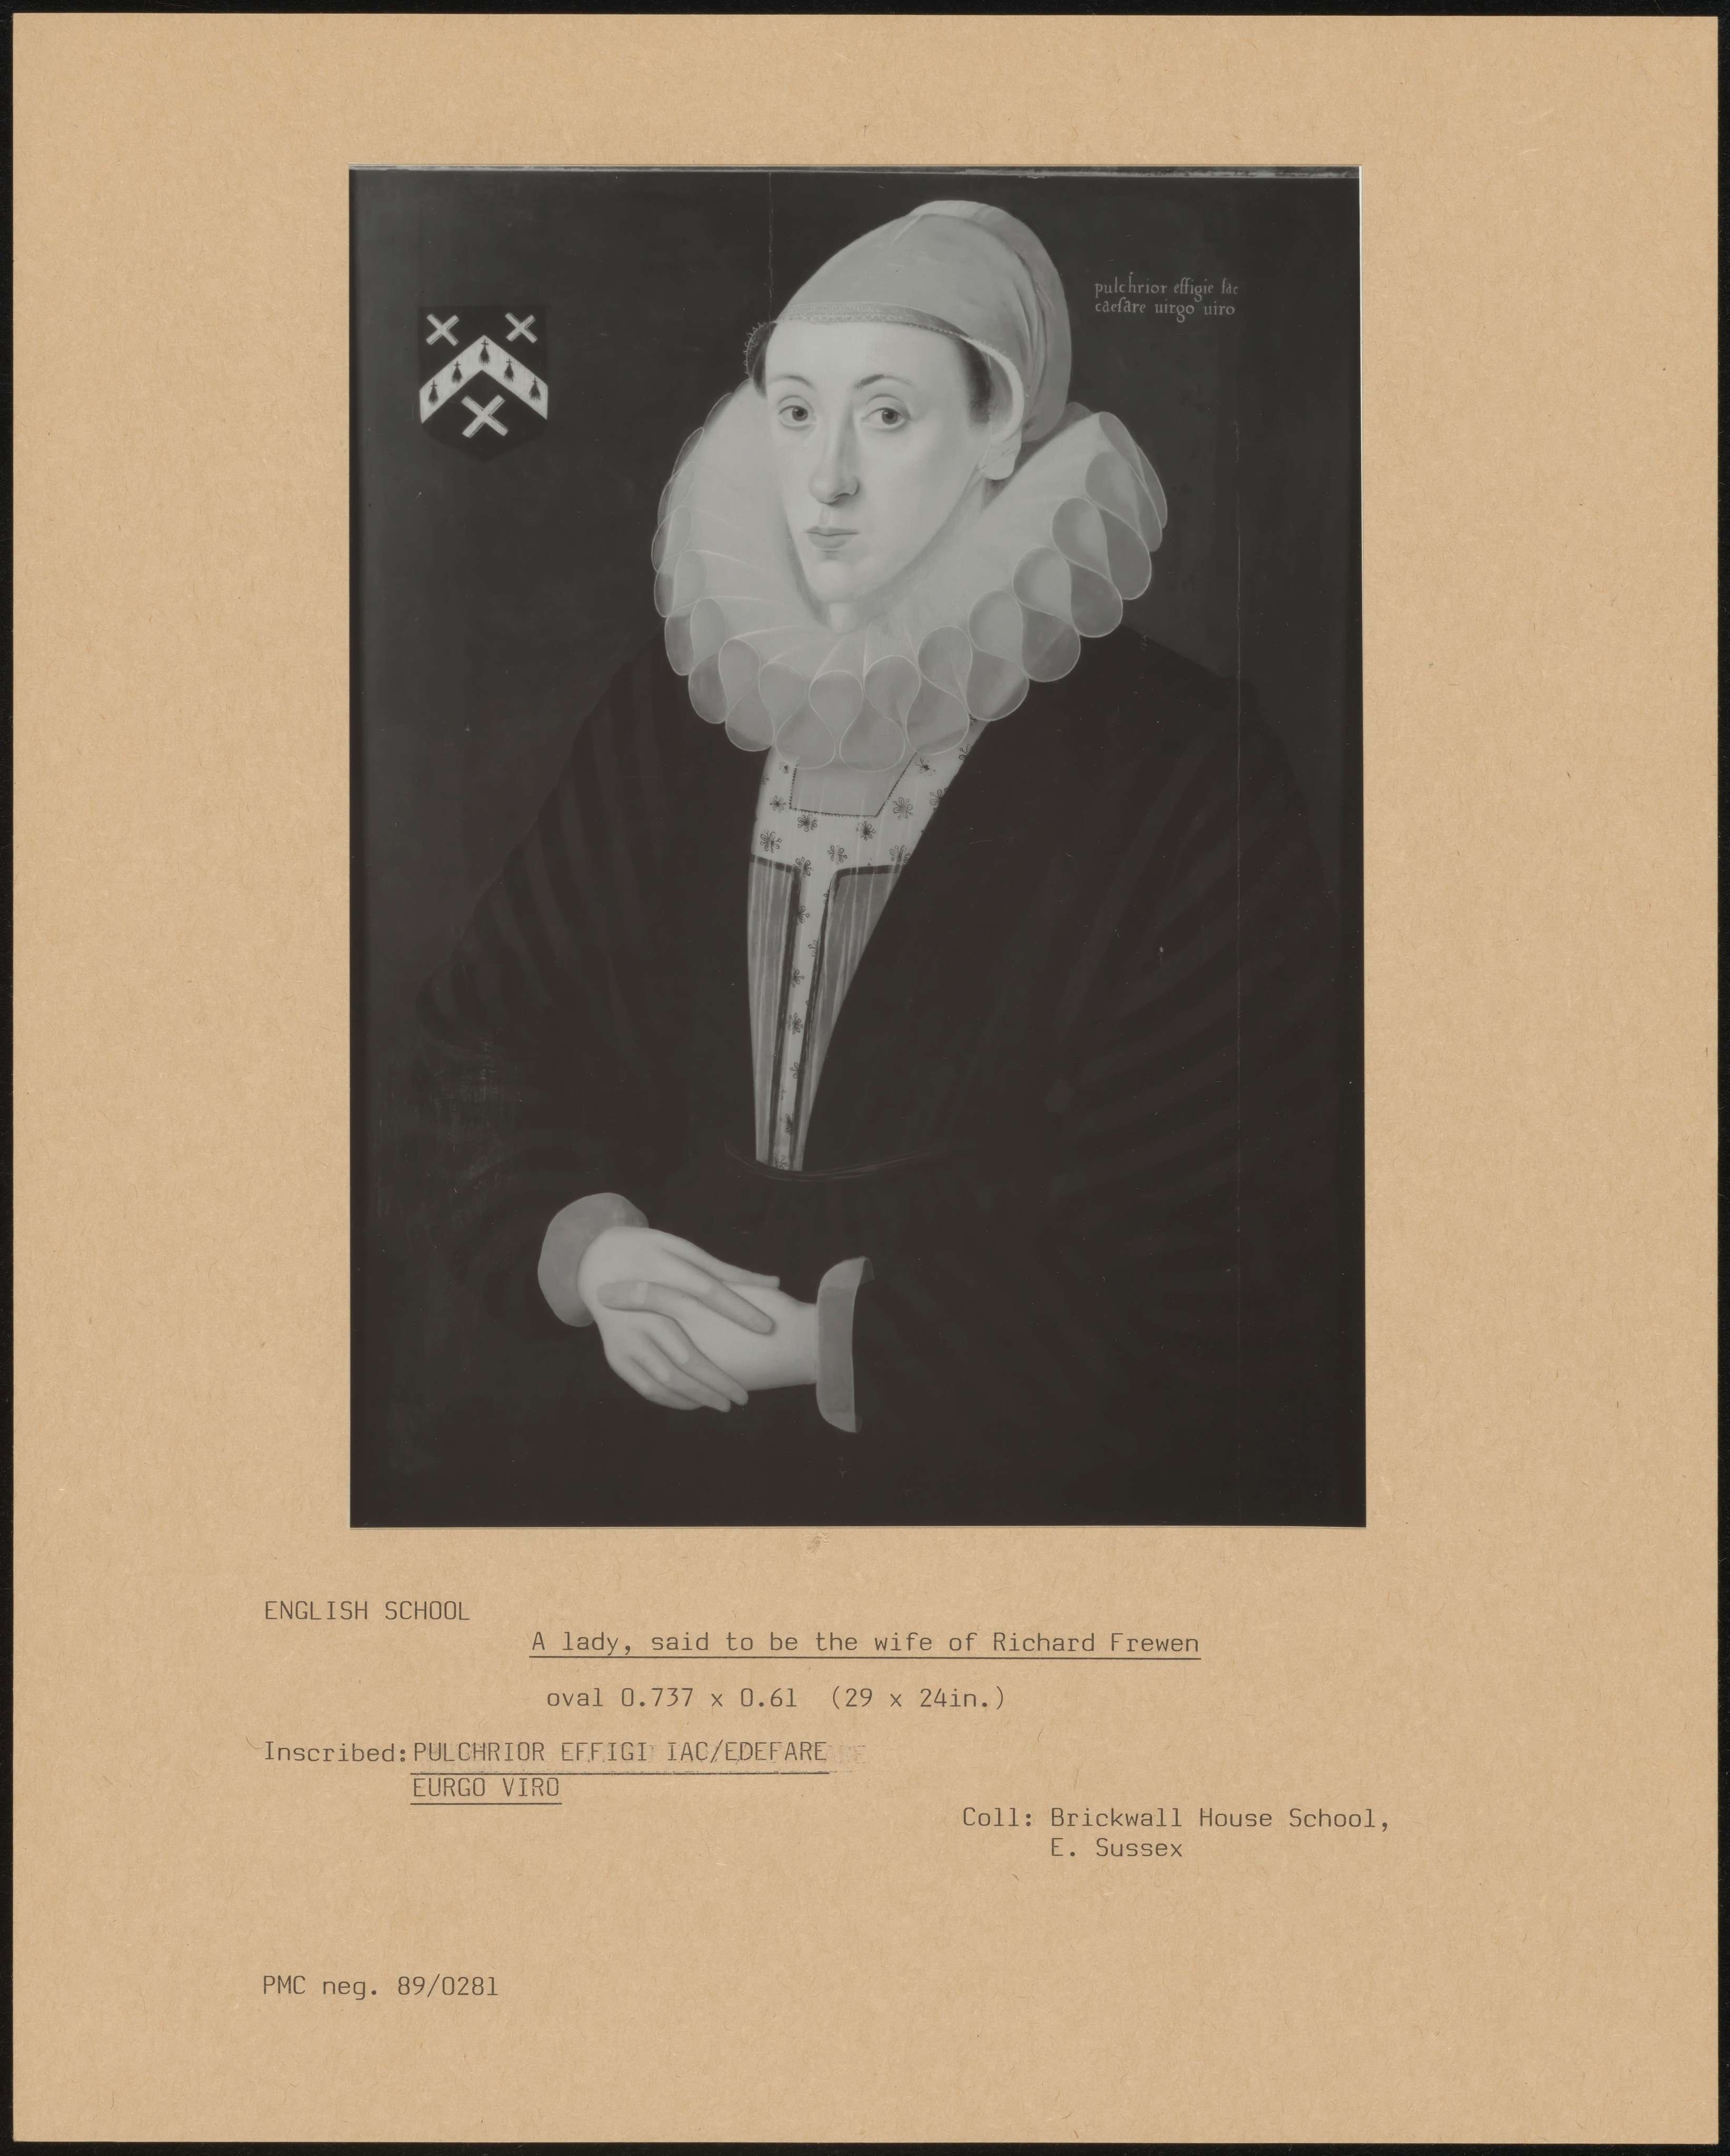 pulchrior effigie fac
caesare uirgo uiro
ENGLISH SCHOOL
A lady, said to be the wife of Richard Frewen
oval 0.737 x 0.61 (29 x 24in.)
Inscribed: PULCHRIOR EFFIGI IAC/EDEFARE
EURGO VIRO
Coll: Brickwall House School,
E. Sussex
PMC neg. 89/0281